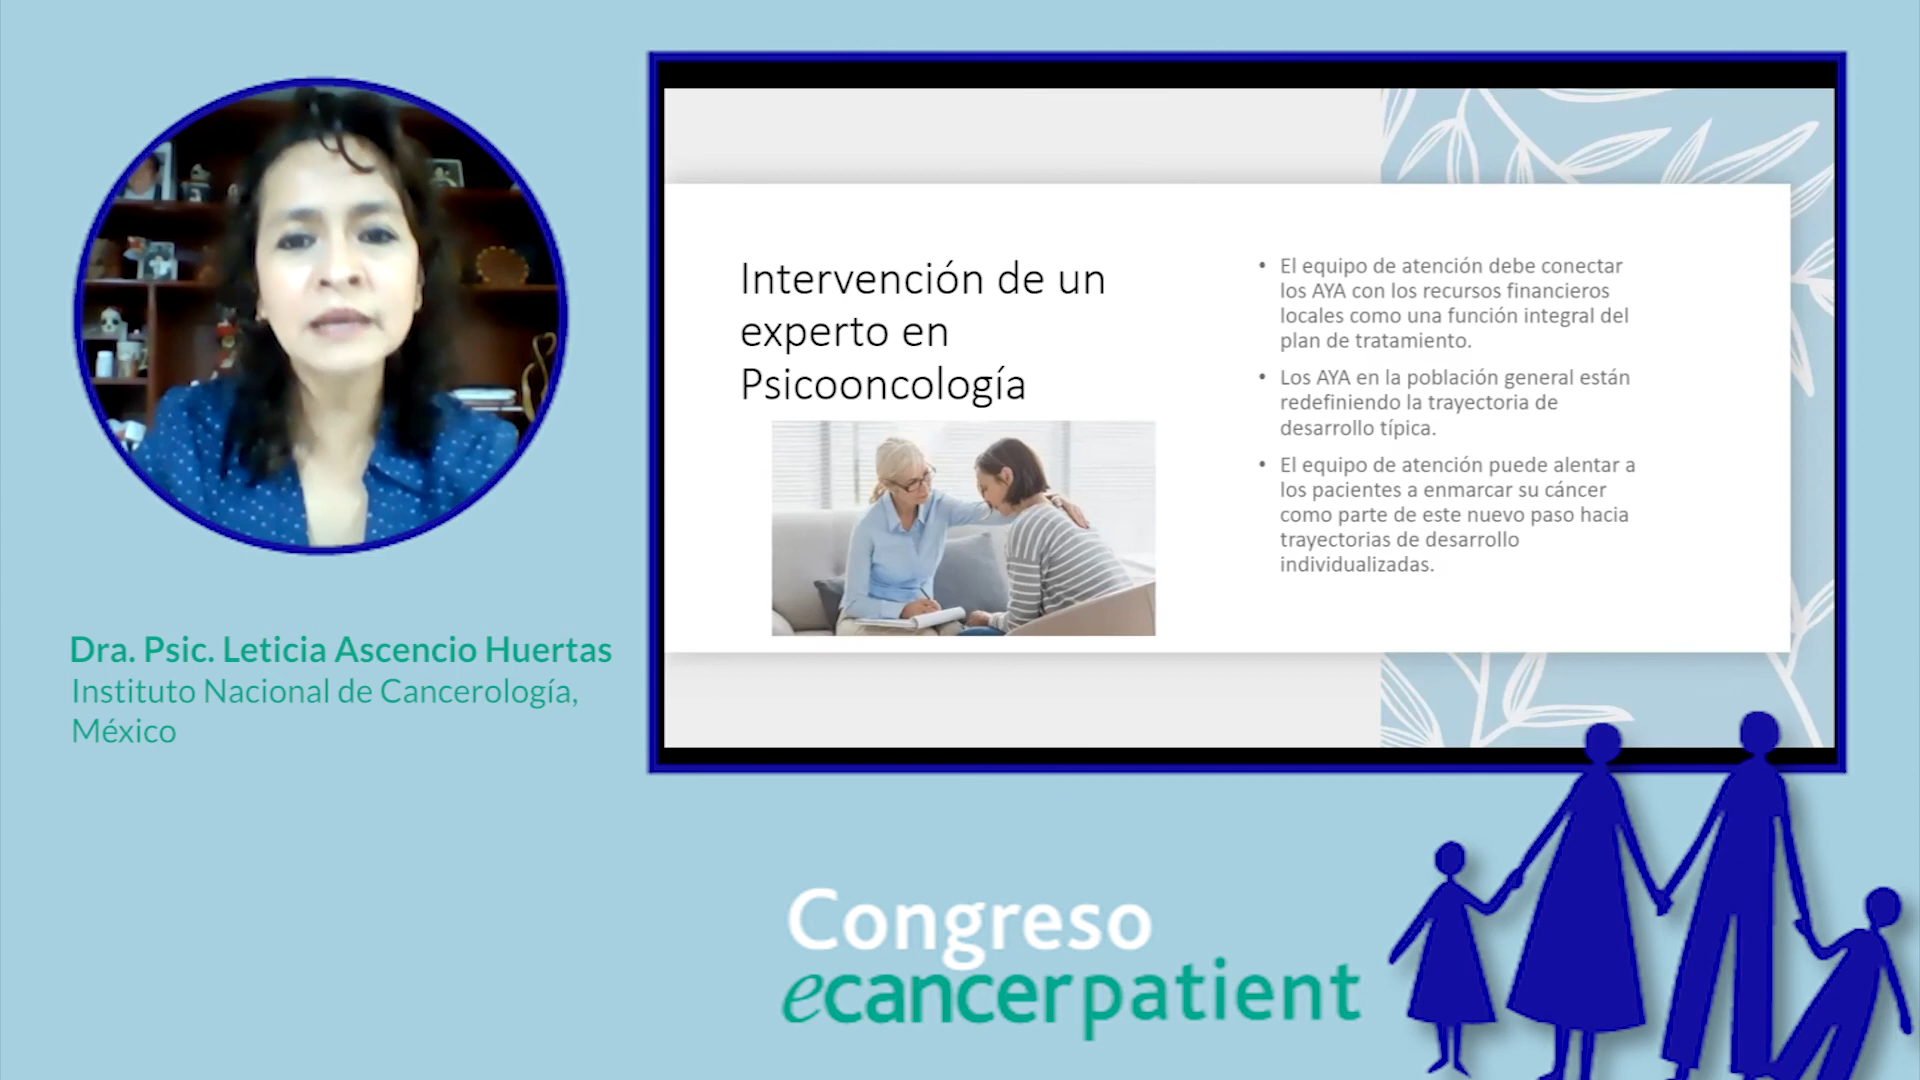 Intervención de un
experto en
Psicooncología
• El equipo de atención debe conectar
los AYA con los recursos financieros
locales como una función integral del
plan de tratamiento.
• Los AYA en la población general están
redefiniendo la trayectoria de
desarrollo típica.
• El equipo de atención puede alentar a
los pacientes a enmarcar su cáncer
como parte de este nuevo paso hacia
trayectorias de desarrollo
individualizadas.
Dra. Psic. Leticia Ascencio Huertas
Instituto Nacional de Cancerología,
México
Congreso
ecancerpatient